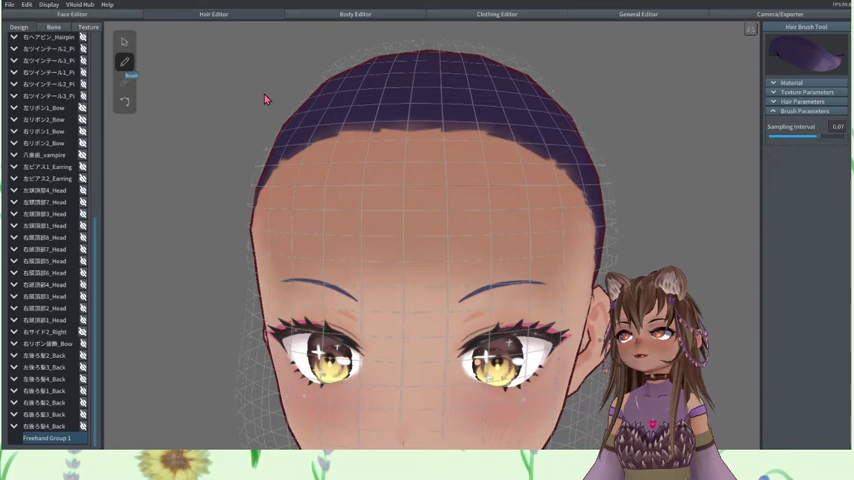 File Edit Display VRoid Hub Help
Face Editor Hair Editor Body Editor Clothing Editor General Editor Camera/Exporter
Design Bone Texture
Hair Brush Tool
右ヘアピン_Hairpin
左ツインテール2_Pi
左ツインテール3_Pi
右ツインテール1_Pi
右ツインテール2_Pi
右ツインテール3_Pi
左リボン1_Bow
左リボン2_Bow
右リボン1_Bow
右リボン2_Bow
八重歯_vampire
左ピアス1_Earring
左ピアス2_Earring
左頭頂部4_Head
左頭頂部7_Head
左頭頂部3_Head
左頭頂部1_Head
右頭頂部8_Head
右頭頂部7_Head
右頭頂部5_Head
右頭頂部6_Head
右頭頂部4_Head
右頭頂部3_Head
右頭頂部2_Head
右頭頂部1_Head
右サイド2_Right
右リボン装飾_Bow
左後ろ髪2_Back
左後ろ髪3_Back
左後ろ髪4_Back
右後ろ髪1_Back
右後ろ髪2_Back
右後ろ髪3_Back
右後ろ髪4_Back
Freehand Group 1
Brush
Material
Texture Parameters
Hair Parameters
Brush Parameters
Sampling Interval 0.07